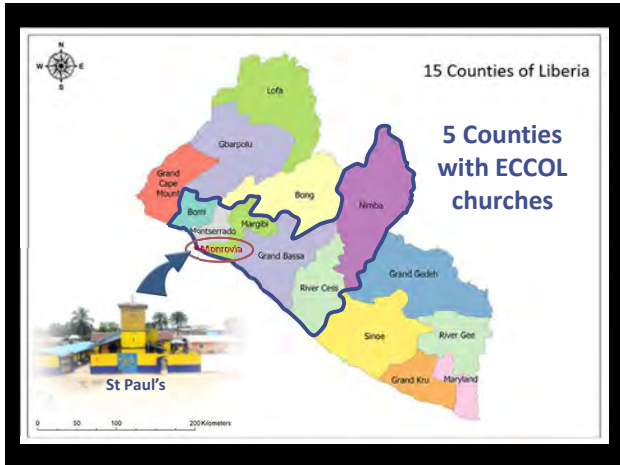 N
W E
S
15 Counties of Liberia
5 Counties
with ECCOL
churches
Lofa
Gbarpolu
Grand
Cape
Mount
Bong
Bomi
Nimba
Montserrado
Margibi
Monrovia
Grand Bassa
Grand Gedeh
River Cess
Sinoe
River Gee
Grand Kru
Maryland
St Paul's
0 50 100 200 Kilometers